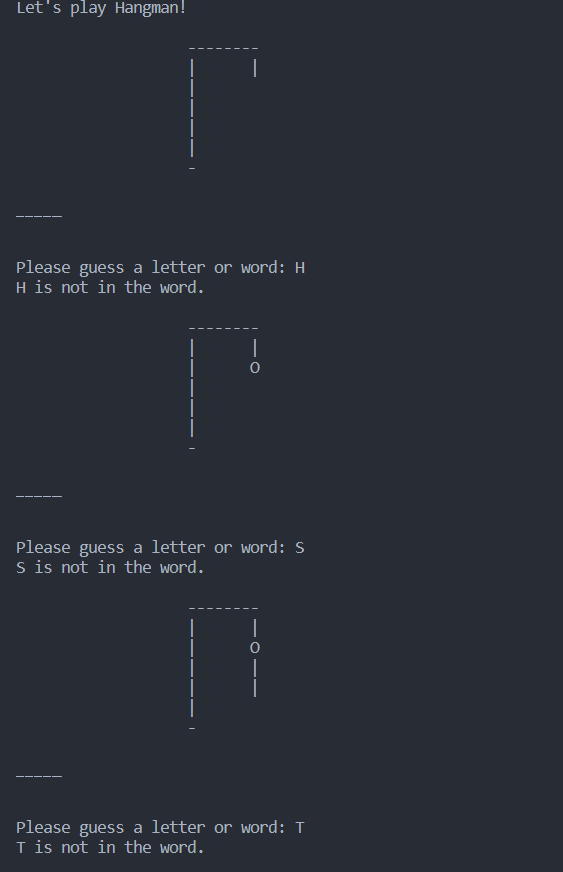 Let's play Hangman!
--------
|      |
|
|
|
|
-
_____
Please guess a letter or word: H
H is not in the word.
--------
|      |
|      O
|
|
|
-
_____
Please guess a letter or word: S
S is not in the word.
--------
|      |
|      O
|      |
|      |
|
-
_____
Please guess a letter or word: T
T is not in the word.